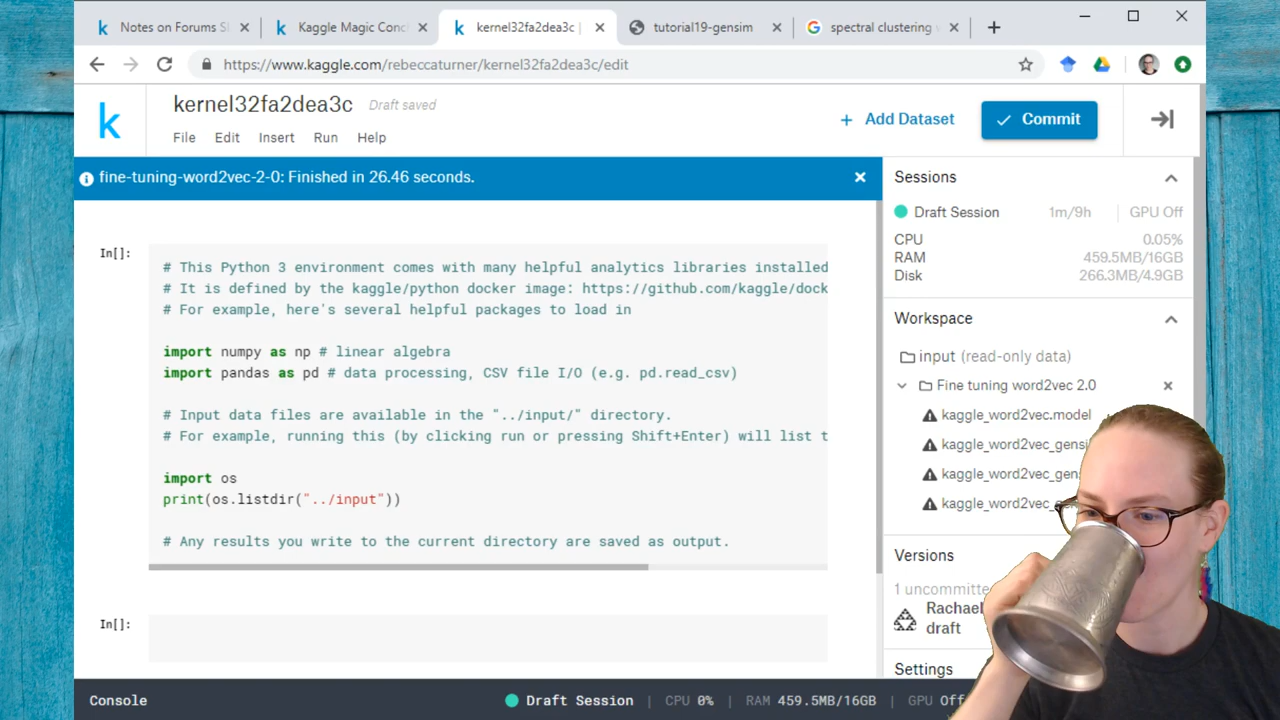 Notes on Forums S
Kaggle Magic Conc
kernel32fa2dea3c |
tutorial19-gensim
spectral clustering
https://www.kaggle.com/rebeccaturner/kernel32fa2dea3c/edit
k
kernel32fa2dea3c Draft saved
File Edit Insert Run Help
+ Add Dataset
Commit
fine-tuning-word2vec-2-0: Finished in 26.46 seconds.
In[]:
# This Python 3 environment comes with many helpful analytics libraries installed
# It is defined by the kaggle/python docker image: https://github.com/kaggle/dock
# For example, here's several helpful packages to load in
import numpy as np # linear algebra
import pandas as pd # data processing, CSV file I/O (e.g. pd.read_csv)
# Input data files are available in the "../input/" directory.
# For example, running this (by clicking run or pressing Shift+Enter) will list t
import os
print(os.listdir("../input"))
# Any results you write to the current directory are saved as output.
In[]:
Sessions
Draft Session 1m/9h GPU Off
CPU 0.05%
RAM 459.5MB/16GB
Disk 266.3MB/4.9GB
Workspace
input (read-only data)
Fine tuning word2vec 2.0
kaggle_word2vec.model
kaggle_word2vec_gensi
kaggle_word2vec_gen
kaggle_word2vec_g
Versions
1 uncommitte
Rachael
draft
Settings
Console
Draft Session | CPU 0% | RAM 459.5MB/16GB | GPU Off